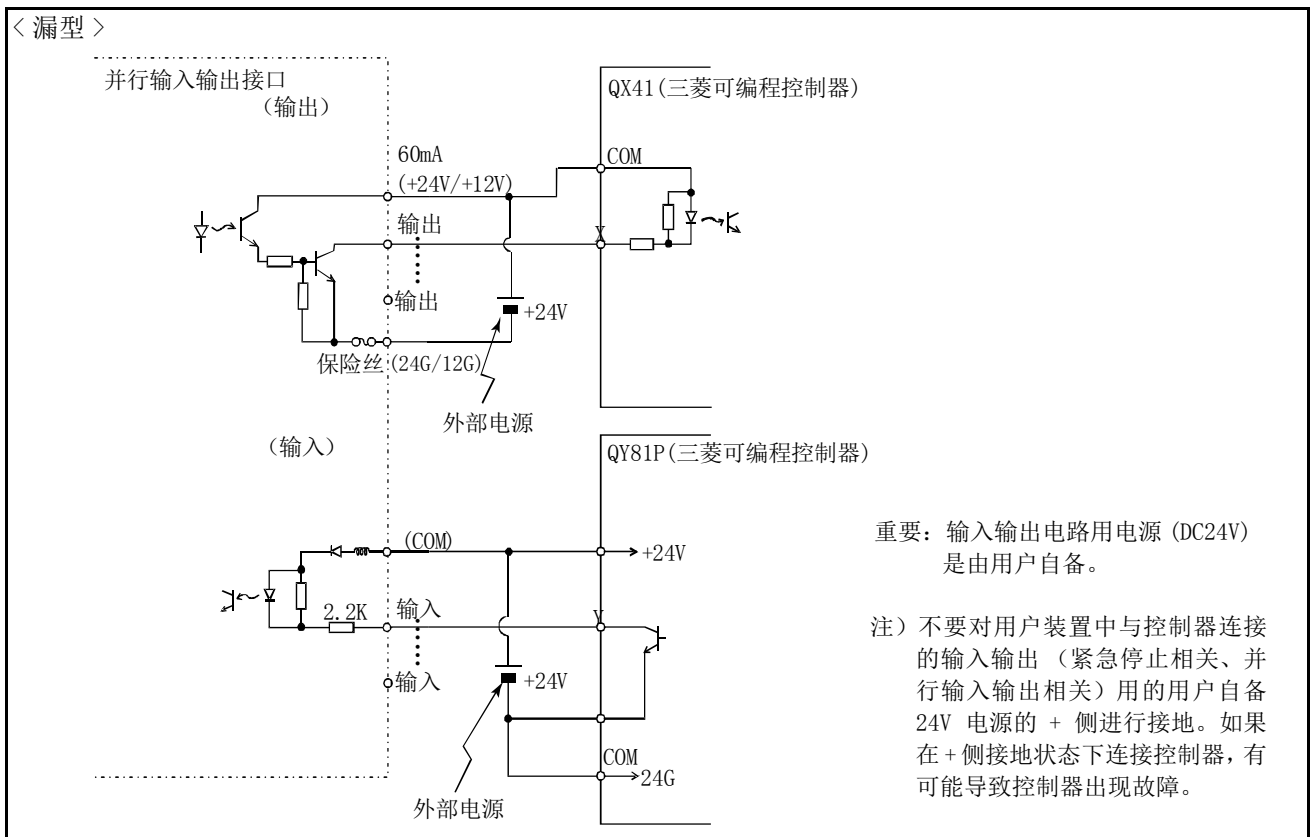 < 漏型 >
并行输入输出接口
（输出）
QX41(三菱可编程控制器)
60mA
(+24V/+12V)
COM
输出
X
输出
+24V
保险丝
(24G/12G)
外部电源
（输入）
QY81P(三菱可编程控制器)
(COM)
+24V
2.2K
输入
Y
输入
+24V
COM
24G
外部电源
重要：输入输出电路用电源 (DC24V)
是由用户自备。
注）不要对用户装置中与控制器连接
的输入输出 （紧急停止相关、并
行输入输出相关）用的用户自备
24V 电源的 + 侧进行接地。如果
在+侧接地状态下连接控制器，有
可能导致控制器出现故障。